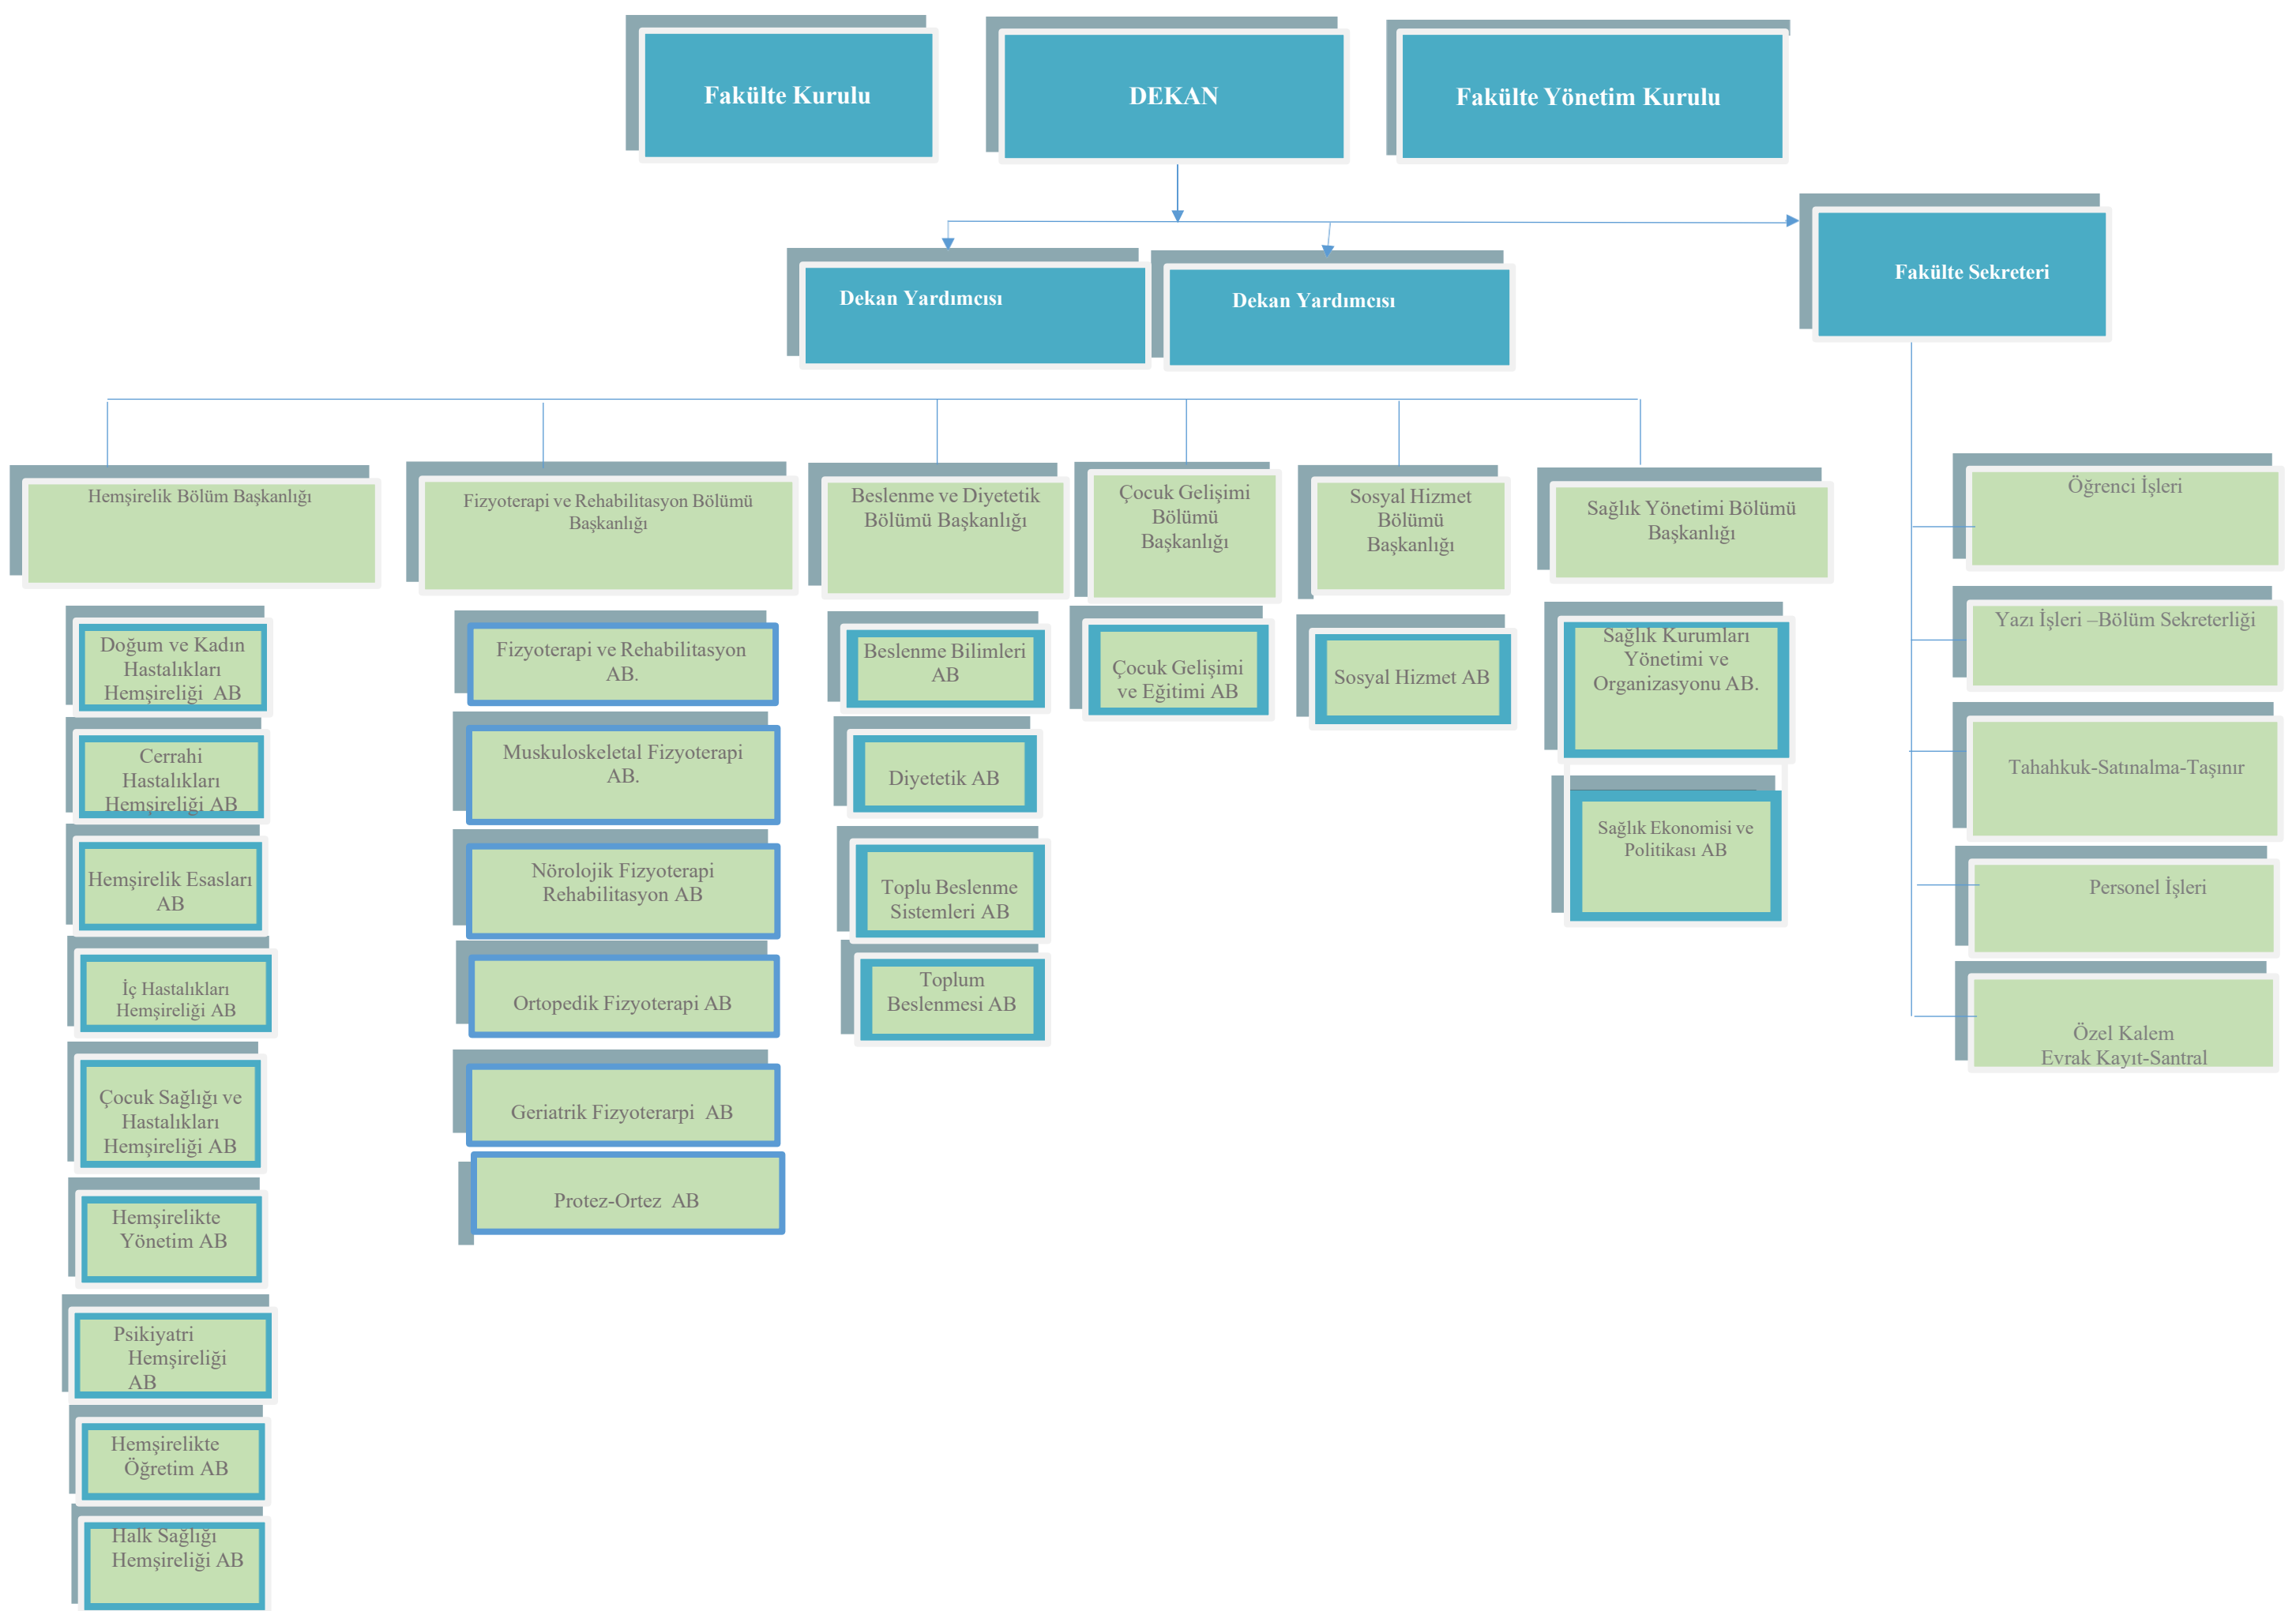 Fakülte Kurulu
DEKAN
Fakülte Yönetim Kurulu
Dekan Yardımcısı
Dekan Yardımcısı
Fakülte Sekreteri
Hemşirelik Bölüm Başkanlığı
Fizyoterapi ve Rehabilitasyon Bölümü
Başkanlığı
Beslenme ve Diyetetik
Bölümü Başkanlığı
Çocuk Gelişimi
Bölümü
Başkanlığı
Sosyal Hizmet
Bölümü
Başkanlığı
Sağlık Yönetimi Bölümü
Başkanlığı
Doğum ve Kadın
Hastalıkları
Hemşireliği AB
Cerrahi
Hastalıkları
Hemşireliği AB
Hemşirelik Esasları
AB
İç Hastalıkları
Hemşireliği AB
Çocuk Sağlığı ve
Hastalıkları
Hemşireliği AB
Hemşirelikte
Yönetim AB
Psikiyatri
Hemşireliği
AB
Hemşirelikte
Öğretim AB
Halk Sağlığı
Hemşireliği AB
Fizyoterapi ve Rehabilitasyon
AB.
Muskuloskeletal Fizyoterapi
AB.
Nörolojik Fizyoterapi
Rehabilitasyon AB
Ortopedik Fizyoterapi AB
Geriatrik Fizyoterarpi AB
Protez-Ortez AB
Beslenme Bilimleri
AB
Diyetetik AB
Toplu Beslenme
Sistemleri AB
Toplum
Beslenmesi AB
Çocuk Gelişimi
ve Eğitimi AB
Sosyal Hizmet AB
Sağlık Kurumları
Yönetimi ve
Organizasyonu AB.
Sağlık Ekonomisi ve
Politikası AB
Öğrenci İşleri
Yazı İşleri –Bölüm Sekreterliği
Tahahkuk-Satınalma-Taşınır
Personel İşleri
Özel Kalem
Evrak Kayıt-Santral